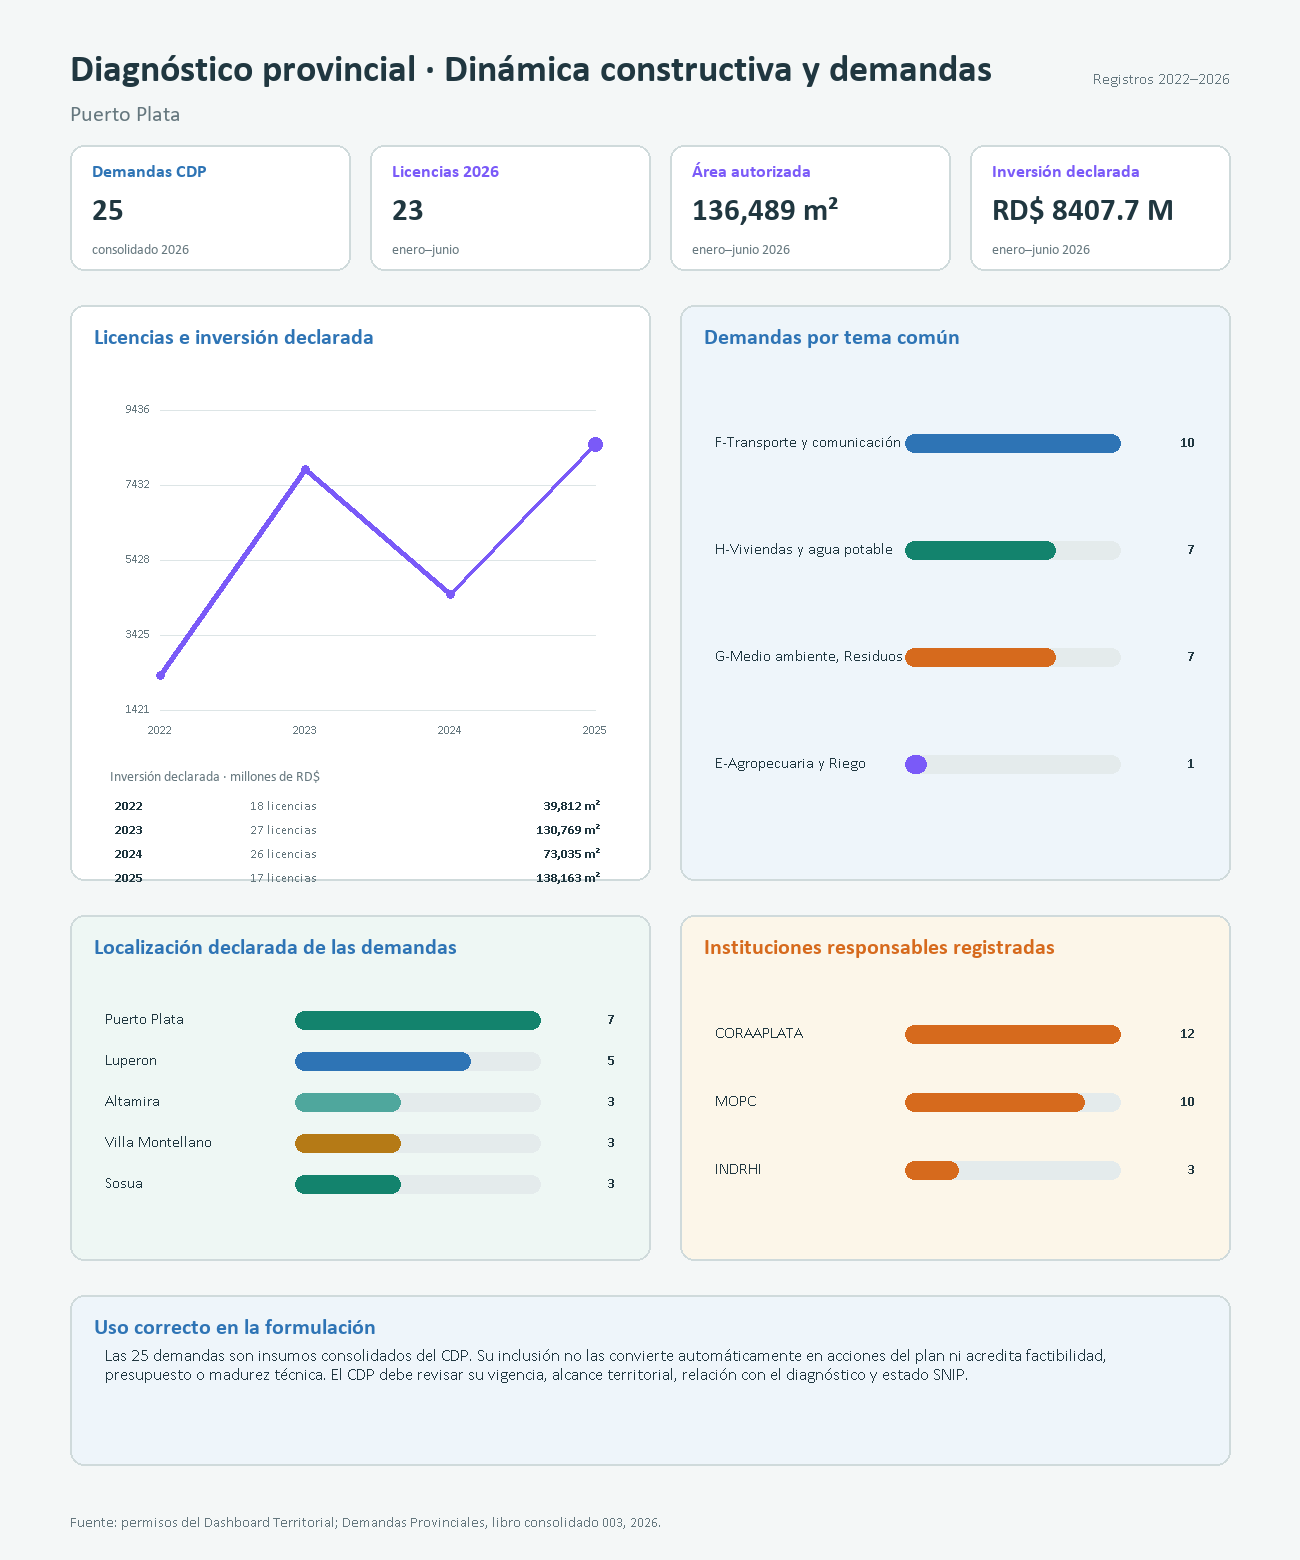 Diagnóstico provincial · Dinámica constructiva y demandas
Registros 2022–2026
Puerto Plata
Demandas CDP
25
consolidado 2026
Licencias 2026
23
enero–junio
Área autorizada
136,489 m²
enero–junio 2026
Inversión declarada
RD$ 8407.7 M
enero–junio 2026
Licencias e inversión declarada
9436
7432
5428
3425
1421
2022 2023 2024 2025
Inversión declarada · millones de RD$
2022 18 licencias 39,812 m²
2023 27 licencias 130,769 m²
2024 26 licencias 73,035 m²
2025 17 licencias 138,163 m²
Demandas por tema común
F-Transporte y comunicación 10
H-Viviendas y agua potable 7
G-Medio ambiente, Residuos 7
E-Agropecuaria y Riego 1
Localización declarada de las demandas
Puerto Plata 7
Luperon 5
Altamira 3
Villa Montellano 3
Sosua 3
Instituciones responsables registradas
CORAAPLATA 12
MOPC 10
INDRHI 3
Uso correcto en la formulación
Las 25 demandas son insumos consolidados del CDP. Su inclusión no las convierte automáticamente en acciones del plan ni acredita factibilidad,
presupuesto o madurez técnica. El CDP debe revisar su vigencia, alcance territorial, relación con el diagnóstico y estado SNIP.
Fuente: permisos del Dashboard Territorial; Demandas Provinciales, libro consolidado 003, 2026.